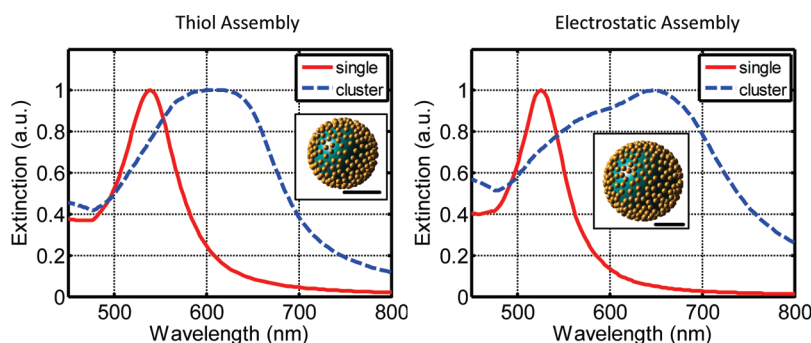 Thiol Assembly
Extinction (a.u.)
1
0.8
0.6
0.4
0.2
0
500 600 700 800
Wavelength (nm)
single
cluster
Electrostatic Assembly
Extinction (a.u.)
1
0.8
0.6
0.4
0.2
0
500 600 700 800
Wavelength (nm)
single
cluster